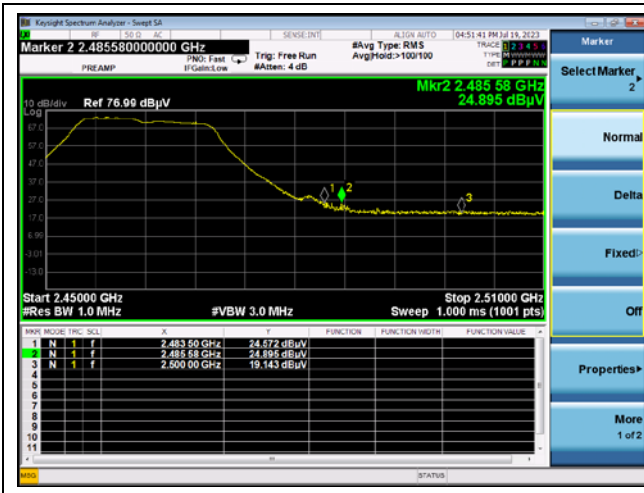 Keysight Spectrum Analyzer - Swept SA
RF 50 Ω AC SENSE:INT ALIGN AUTO 04:51:41 PM Jul 19, 2023
Marker 2 2.485580000000 GHz
PREAMP
PNO: Fast
IFGain:Low
Trig: Free Run
#Atten: 4 dB
#Avg Type: RMS
Avg|Hold:>100/100
TRACE 1 2 3 4 5 6
TYPE M W W W W W
DET P P P P N N
Mkr2 2.485 58 GHz
24.895 dBµV
10 dB/div Ref 76.99 dBµV
Log
67.0
57.0
47.0
37.0
27.0
17.0
6.99
-3.01
-13.0
1
2
3
Start 2.45000 GHz Stop 2.51000 GHz
#Res BW 1.0 MHz #VBW 3.0 MHz Sweep 1.000 ms (1001 pts)
MKR MODE TRC SCL X Y FUNCTION FUNCTION WIDTH FUNCTION VALUE
1 N 1 f 2.483 50 GHz 24.572 dBµV
2 N 1 f 2.485 58 GHz 24.895 dBµV
3 N 1 f 2.500 00 GHz 19.143 dBµV
4
5
6
7
8
9
10
11
MSG STATUS
Marker
Select Marker
2
Normal
Delta
Fixed
Off
Properties
More
1 of 2